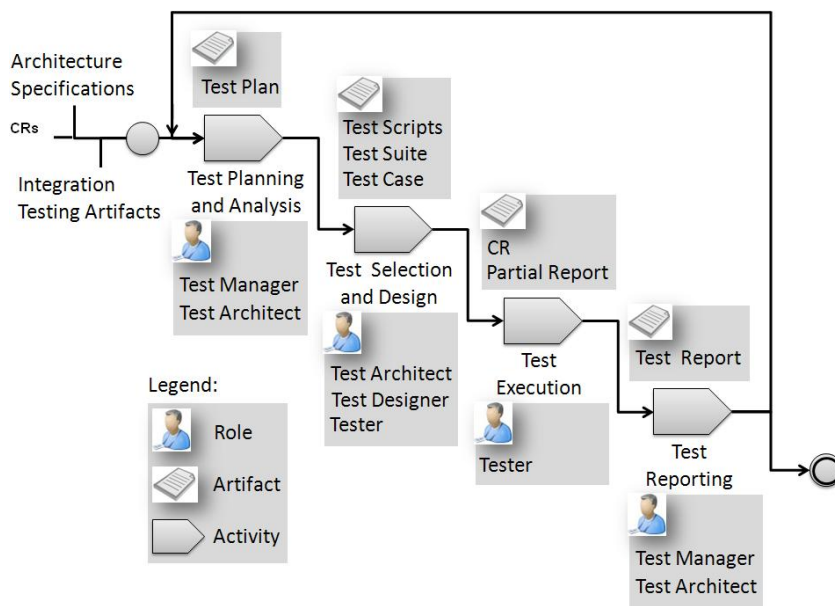 Architecture
Specifications
CRs
Integration
Testing Artifacts
Test Plan
Test Planning
and Analysis
Test Manager
Test Architect
Test Scripts
Test Suite
Test Case
Test Selection
and Design
Test Architect
Test Designer
Tester
CR
Partial Report
Test
Execution
Tester
Test Report
Test
Reporting
Test Manager
Test Architect
Legend:
Role
Artifact
Activity